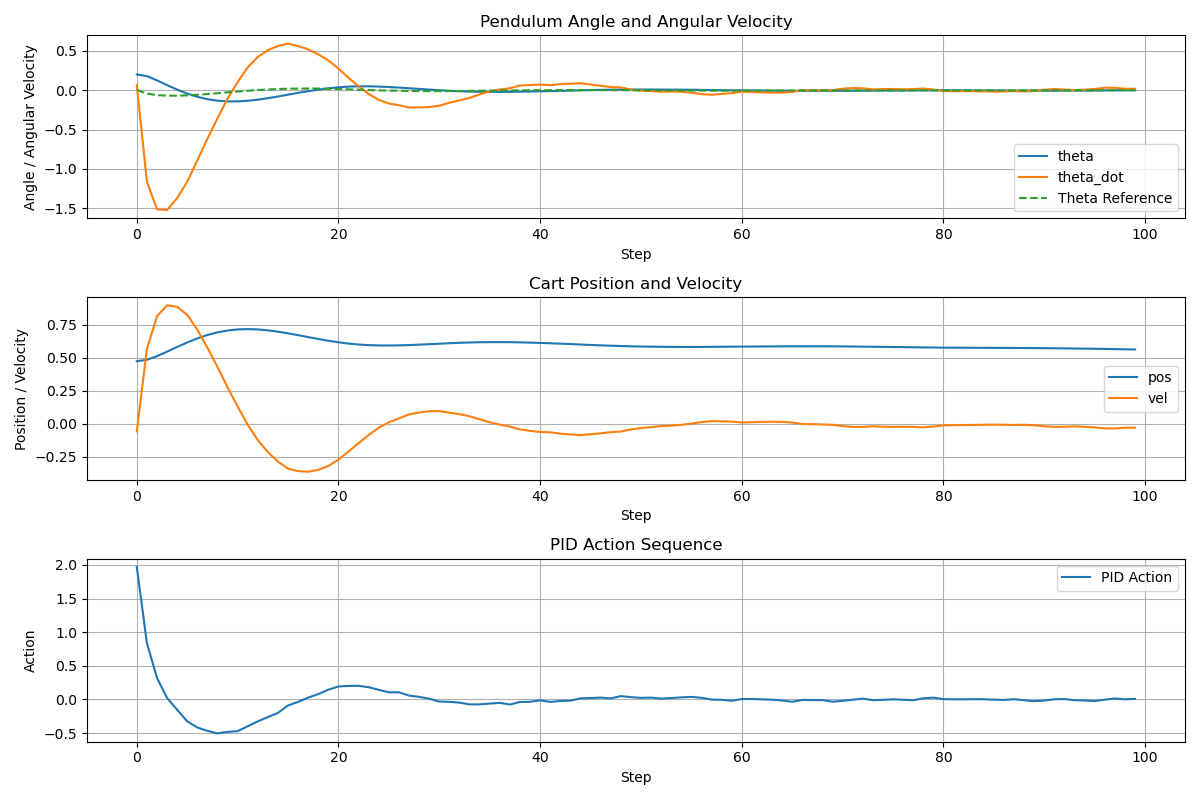 Pendulum Angle and Angular Velocity
Angle / Angular Velocity
0.5
0.0
−0.5
−1.0
−1.5
theta
theta_dot
Theta Reference
0 20 40 60 80 100
Step
Cart Position and Velocity
Position / Velocity
0.75
0.50
0.25
0.00
−0.25
pos
vel
0 20 40 60 80 100
Step
PID Action Sequence
Action
2.0
1.5
1.0
0.5
0.0
−0.5
PID Action
0 20 40 60 80 100
Step